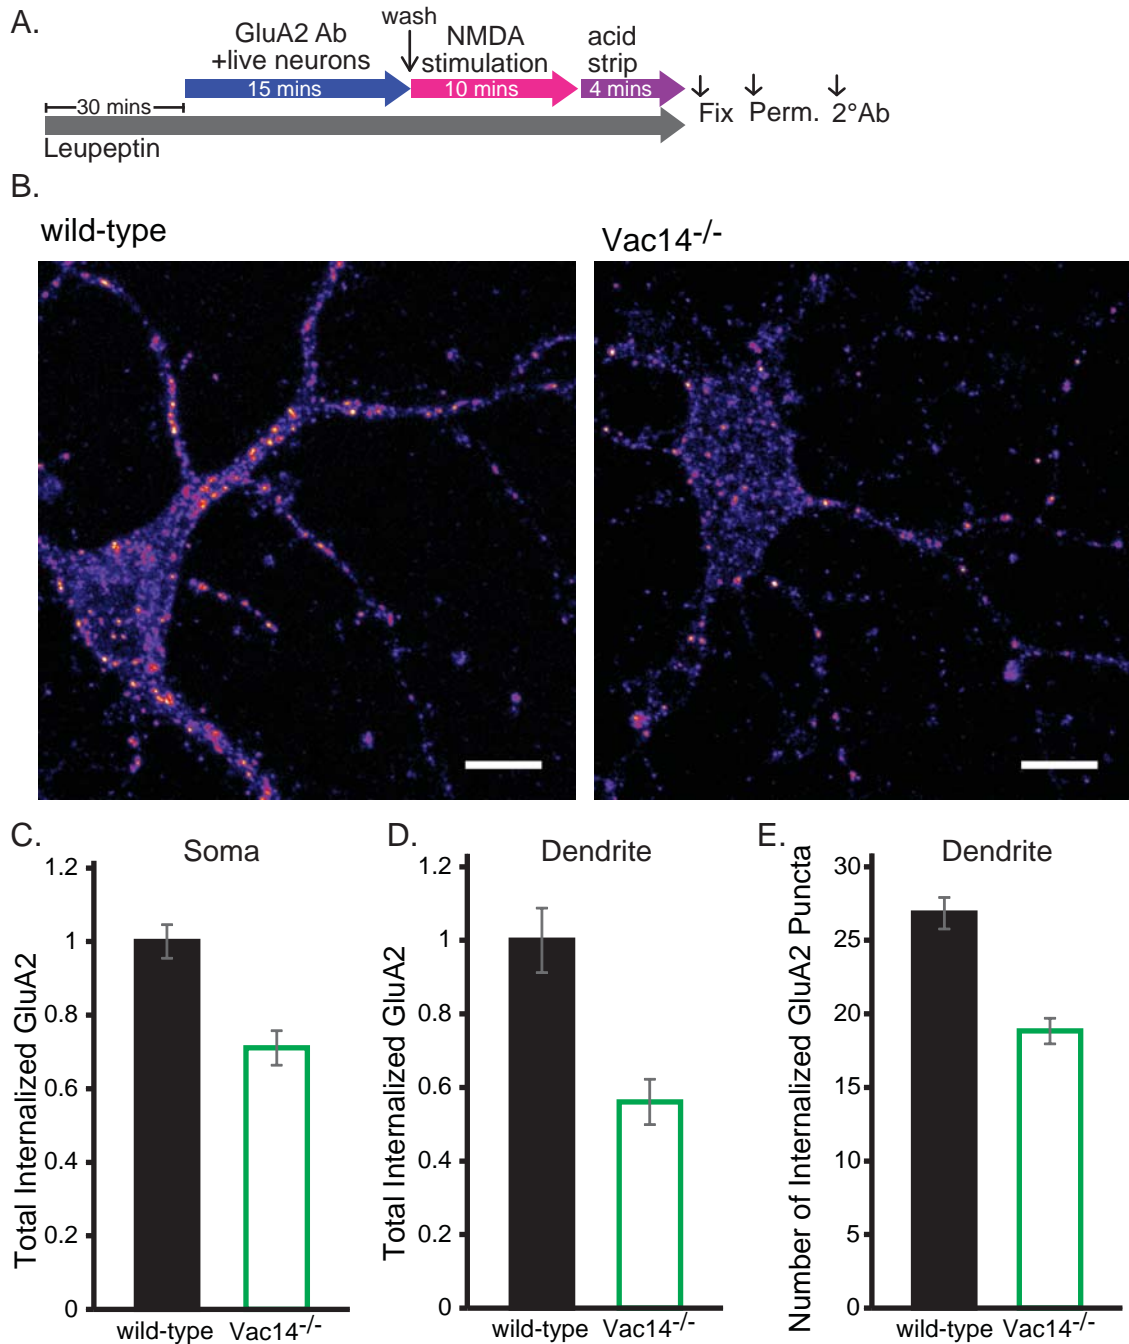 A.
GluA2 Ab
+live neurons
wash
NMDA
stimulation
acid
strip
15 mins
10 mins
4 mins
30 mins
Leupeptin
Fix
Perm.
2°Ab
B.
wild-type
Vac14-/-
C.
Soma
Total Internalized GluA2
1.2
1
0.8
0.6
0.4
0.2
0
wild-type
Vac14-/-
D.
Dendrite
Total Internalized GluA2
1.2
1
0.8
0.6
0.4
0.2
0
wild-type
Vac14-/-
E.
Dendrite
Number of Internalized GluA2 Puncta
30
25
20
15
10
5
0
wild-type
Vac14-/-